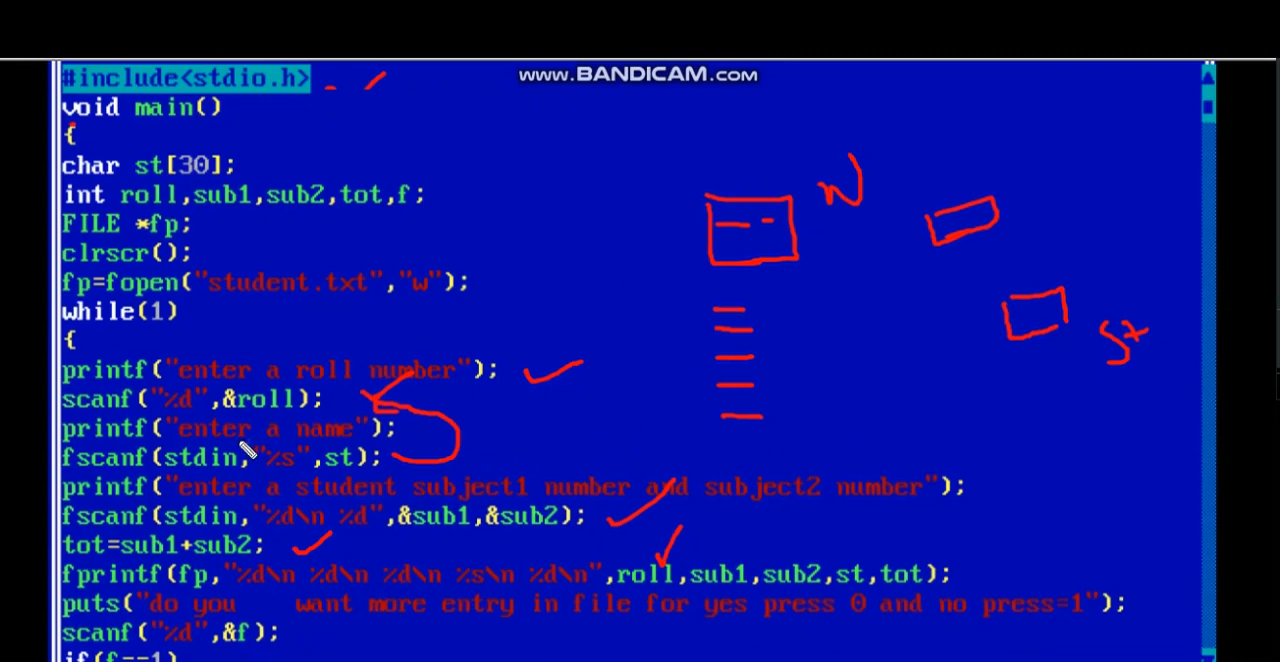 www.BANDICAM.com
#include<stdio.h>
void main()
{
char st[30];
int roll,sub1,sub2,tot,f;
FILE *fp;
clrscr();
fp=fopen("student.txt","w");
while(1)
{
printf("enter a roll number");
scanf("%d",&roll);
printf("enter a name");
fscanf(stdin,"%s",st);
printf("enter a student subject1 number and subject2 number");
fscanf(stdin,"%d\n %d",&sub1,&sub2);
tot=sub1+sub2;
fprintf(fp,"%d\n %d\n %d\n %s\n %d\n",roll,sub1,sub2,st,tot);
puts("do you    want more entry in file for yes press 0 and no press=1");
scanf("%d",&f);
if(f==1)
W
St